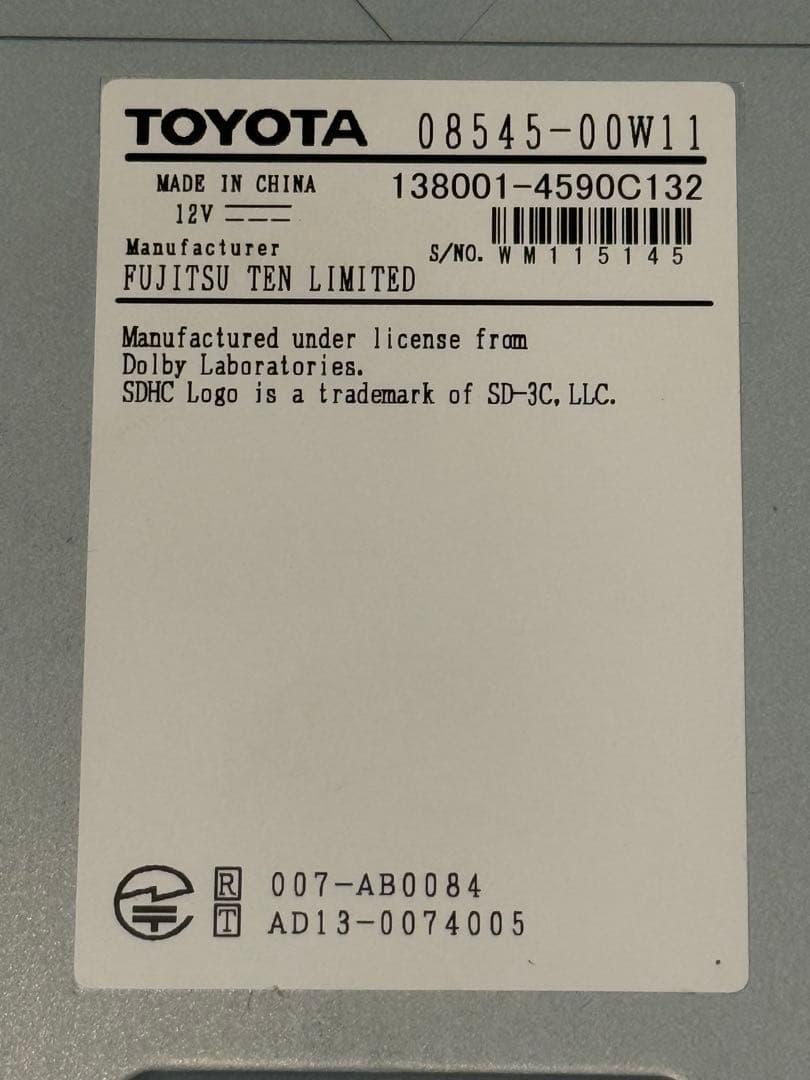 TOYOTA 08545-00W11
MADE IN CHINA 138001-4590C132
12V
Manufacturer S/NO. WM115145
FUJITSU TEN LIMITED
Manufactured under license from
Dolby Laboratories.
SDHC Logo is a trademark of SD-3C, LLC.
R 007-AB0084
T AD13-0074005